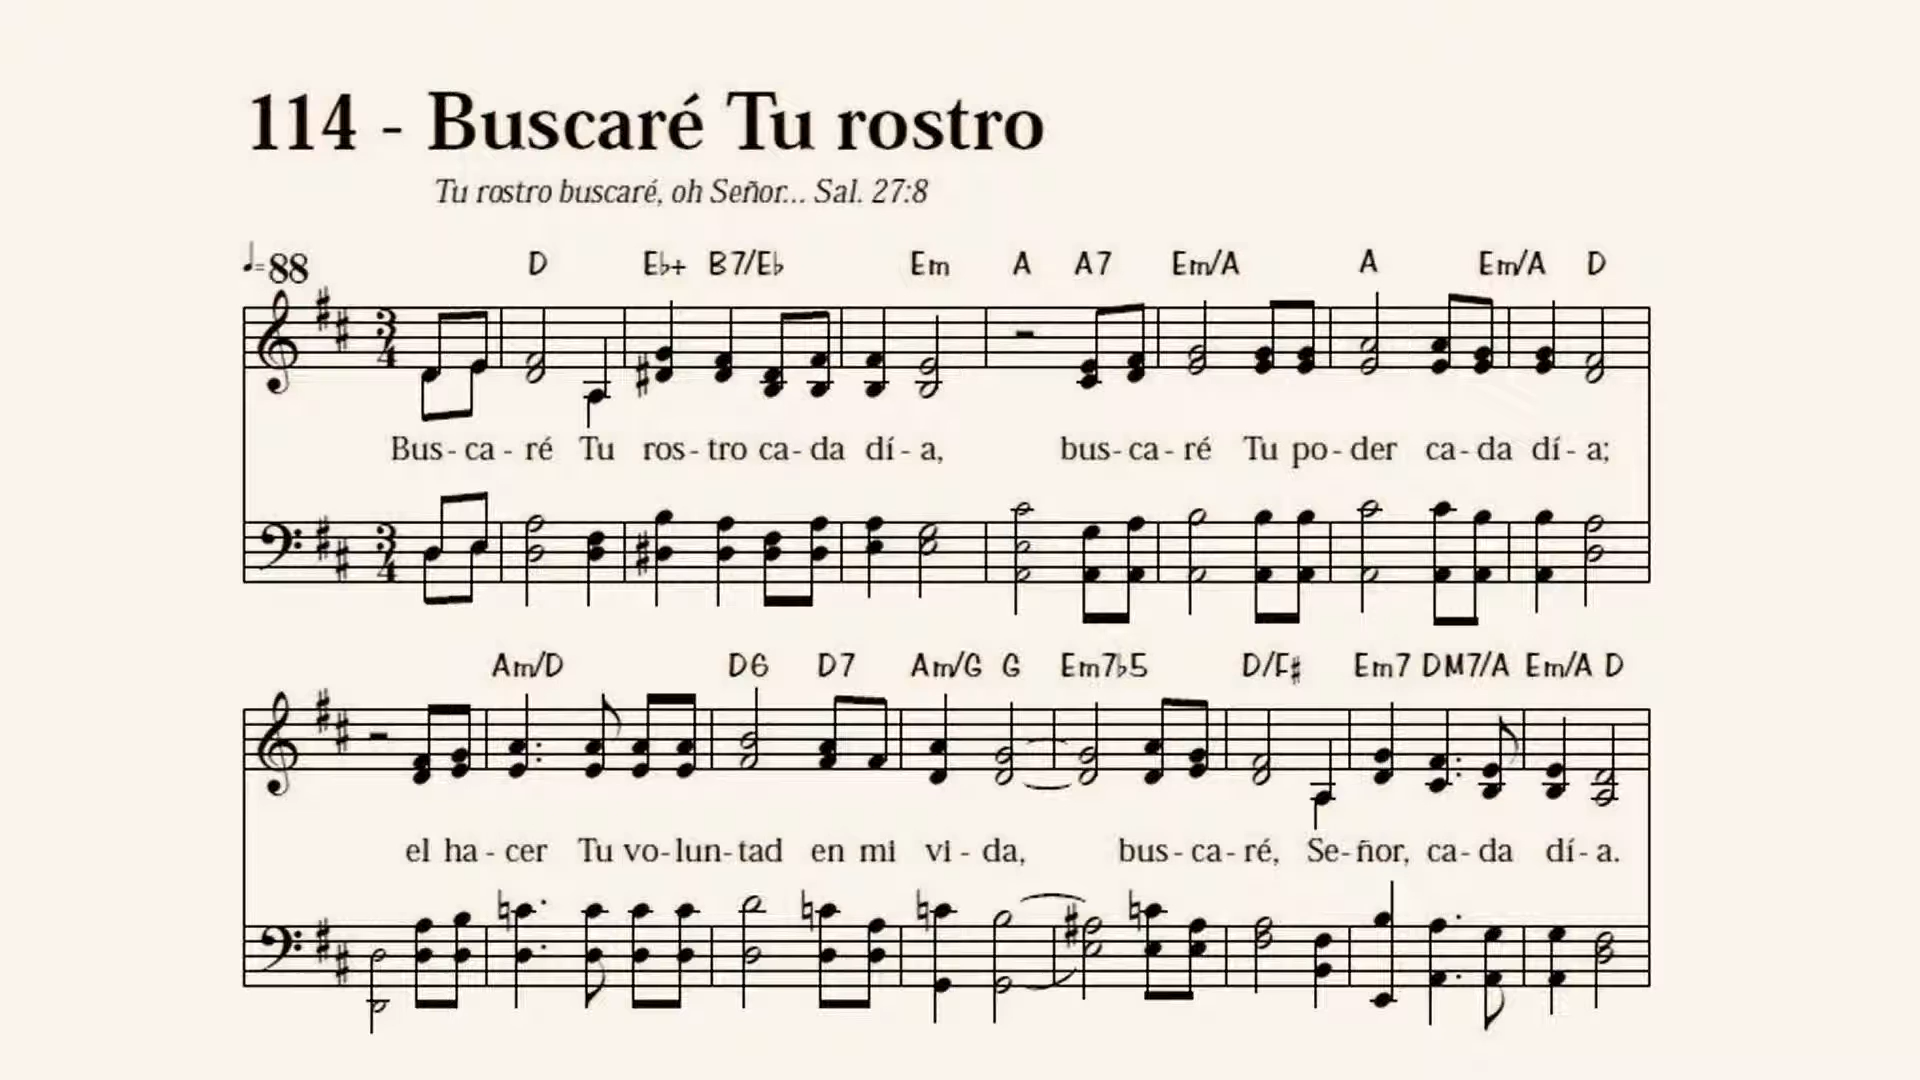 114 - Buscaré Tu rostro
Tu rostro buscaré, oh Señor... Sal. 27:8
♩=88 D E♭+ B7/E♭ Em A A7 Em/A A Em/A D
3 4
Bus - ca - ré Tu ros - tro ca - da dí - a, bus - ca - ré Tu po - der ca - da dí - a;
3 4
Am/D D6 D7 Am/G G Em7♭5 D/F♯ Em7 DM7/A Em/A D
el ha - cer Tu vo - lun - tad en mi vi - da, bus - ca - ré, Se - ñor, ca - da dí - a.